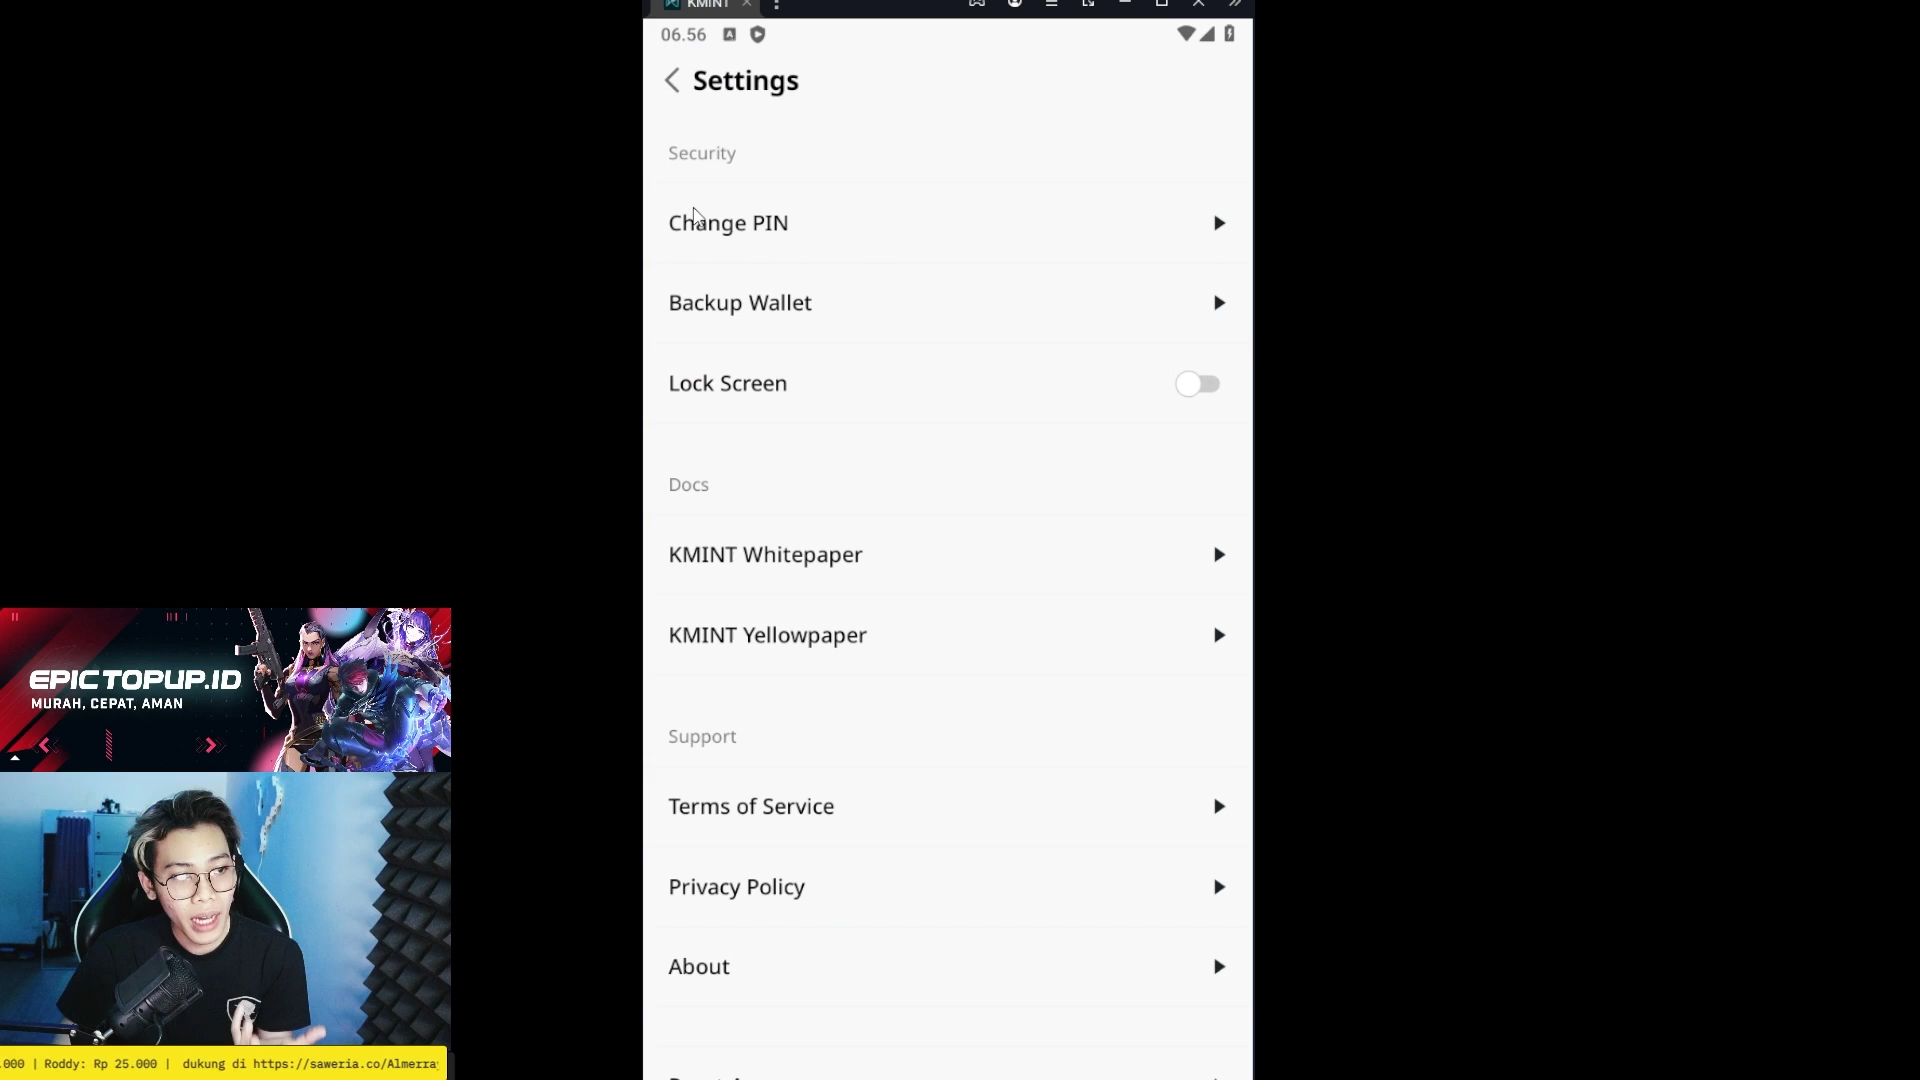 KMINT
06.56
Settings
Security
Change PIN
Backup Wallet
Lock Screen
Docs
KMINT Whitepaper
KMINT Yellowpaper
Support
Terms of Service
Privacy Policy
About
EPICTOPUP.ID
MURAH, CEPAT, AMAN
.000 | Roddy: Rp 25.000 | dukung di https://saweria.co/Almerra